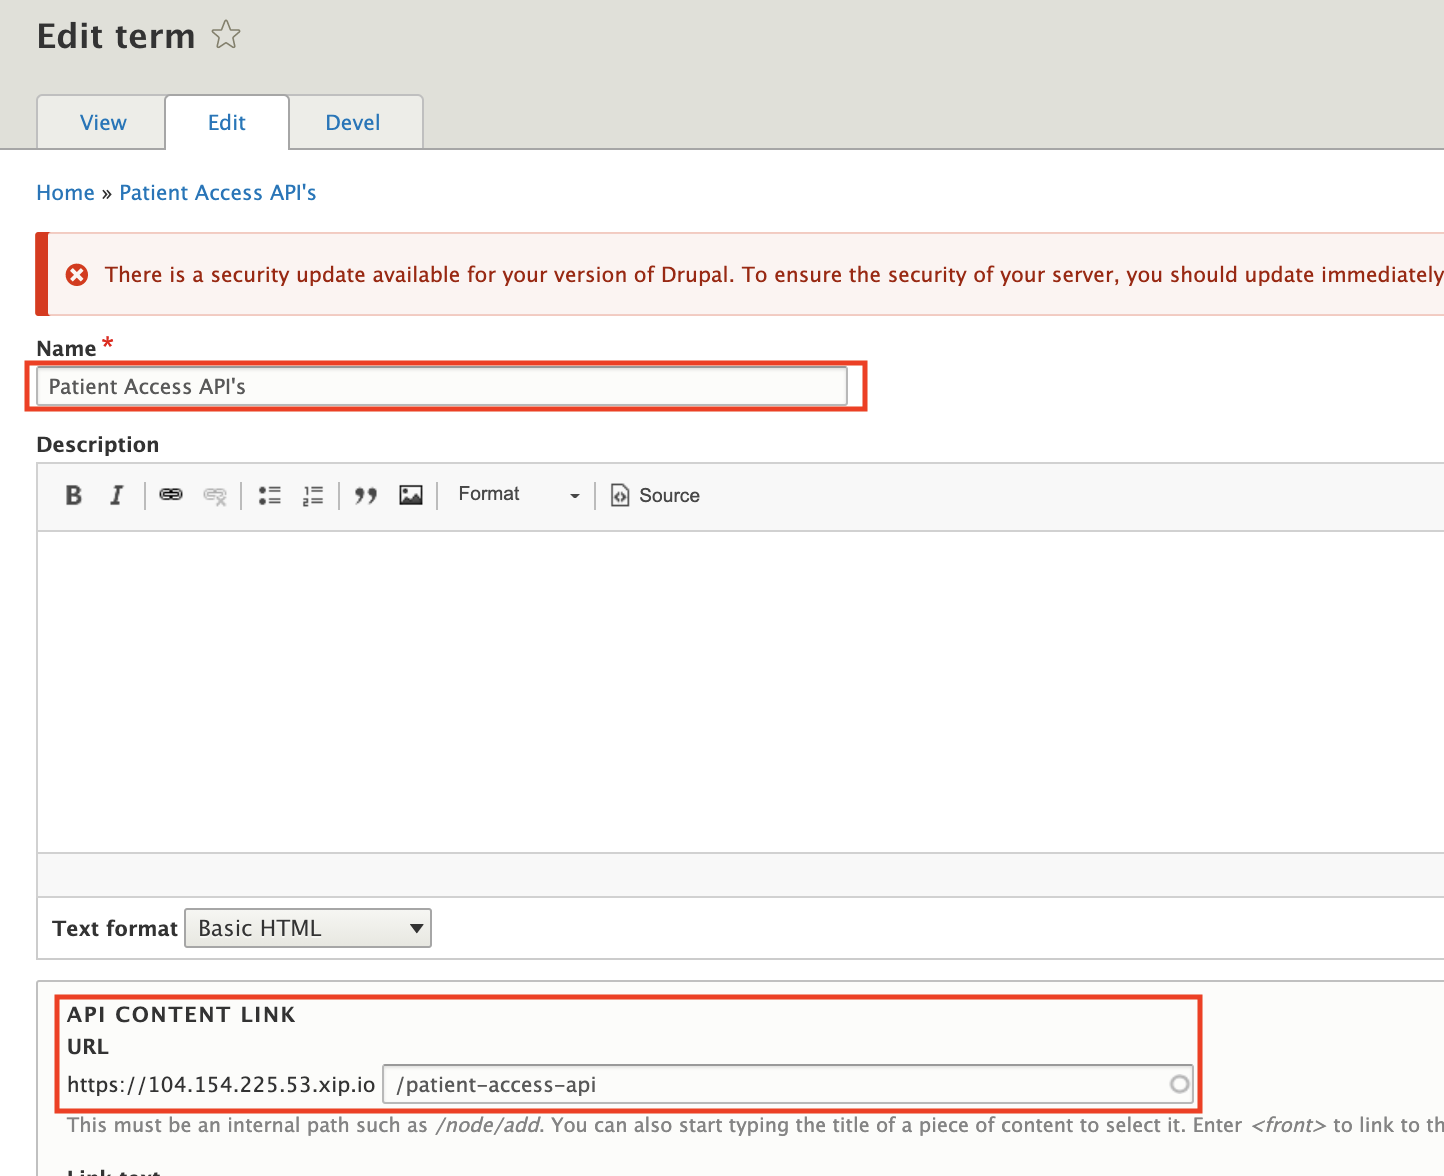 Edit term
View Edit Devel
Home » Patient Access API's
There is a security update available for your version of Drupal. To ensure the security of your server, you should update immediately
Name *
Patient Access API's
Description
B I Format Source
Text format Basic HTML
API CONTENT LINK
URL
https://104.154.225.53.xip.io /patient-access-api
This must be an internal path such as /node/add. You can also start typing the title of a piece of content to select it. Enter <front> to link to th
Link text